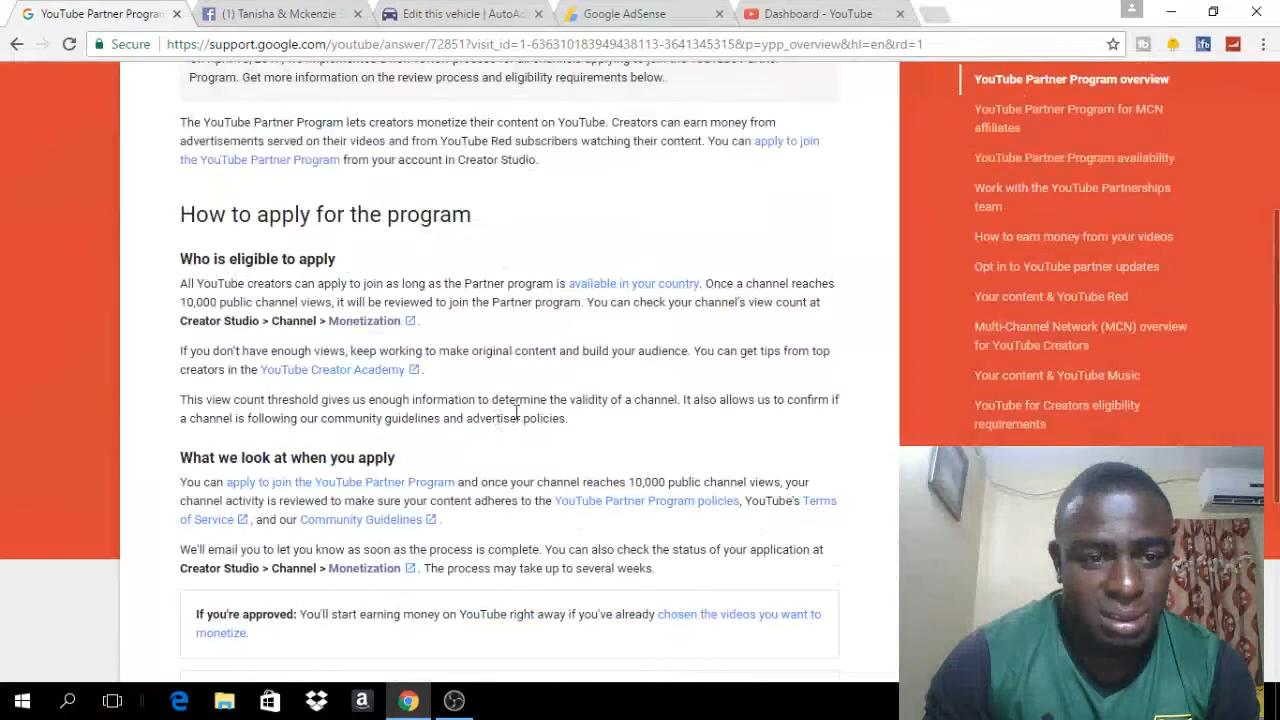 YouTube Partner Program
(1) Tanisha & Mckenzie
Edit this vehicle | AutoAd
Google AdSense
Dashboard - YouTube
Secure
https://support.google.com/youtube/answer/72851?visit_id=1-636310183949438113-3641345315&p=ypp_overview&hl=en&rd=1
Program. Get more information on the review process and eligibility requirements below.
The YouTube Partner Program lets creators monetize their content on YouTube. Creators can earn money from
advertisements served on their videos and from YouTube Red subscribers watching their content. You can apply to join
the YouTube Partner Program from your account in Creator Studio.
How to apply for the program
Who is eligible to apply
All YouTube creators can apply to join as long as the Partner program is available in your country. Once a channel reaches
10,000 public channel views, it will be reviewed to join the Partner program. You can check your channel's view count at
Creator Studio > Channel > Monetization .
If you don't have enough views, keep working to make original content and build your audience. You can get tips from top
creators in the YouTube Creator Academy .
This view count threshold gives us enough information to determine the validity of a channel. It also allows us to confirm if
a channel is following our community guidelines and advertiser policies.
What we look at when you apply
You can apply to join the YouTube Partner Program and once your channel reaches 10,000 public channel views, your
channel activity is reviewed to make sure your content adheres to the YouTube Partner Program policies, YouTube's Terms
of Service , and our Community Guidelines .
We'll email you to let you know as soon as the process is complete. You can also check the status of your application at
Creator Studio > Channel > Monetization . The process may take up to several weeks.
If you're approved: You'll start earning money on YouTube right away if you've already chosen the videos you want to
monetize.
YouTube Partner Program overview
YouTube Partner Program for MCN
affiliates
YouTube Partner Program availability
Work with the YouTube Partnerships
team
How to earn money from your videos
Opt in to YouTube partner updates
Your content & YouTube Red
Multi-Channel Network (MCN) overview
for YouTube Creators
Your content & YouTube Music
YouTube for Creators eligibility
requirements